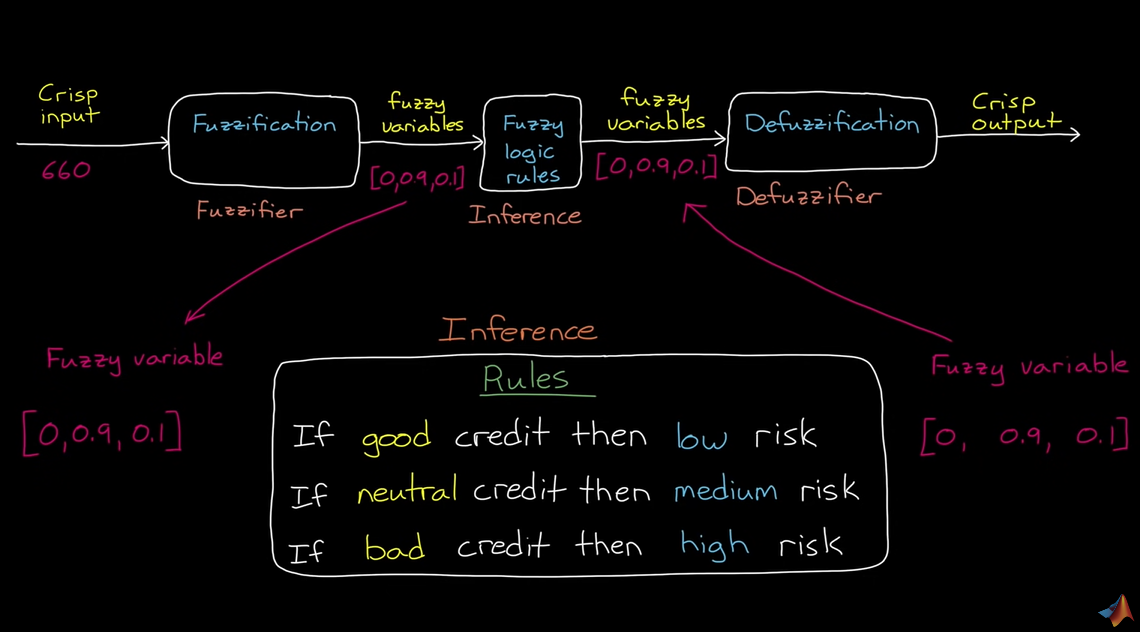 Crisp
input
660
Fuzzification
Fuzzifier
fuzzy
variables
[0,0.9,0.1]
Fuzzy
logic
rules
Inference
fuzzy
variables
[0,0.9,0.1]
Defuzzification
Defuzzifier
Crisp
output
Fuzzy variable
[0,0.9, 0.1]
Inference
Rules
If good credit then low risk
If neutral credit then medium risk
If bad credit then high risk
Fuzzy variable
[0, 0.9, 0.1]